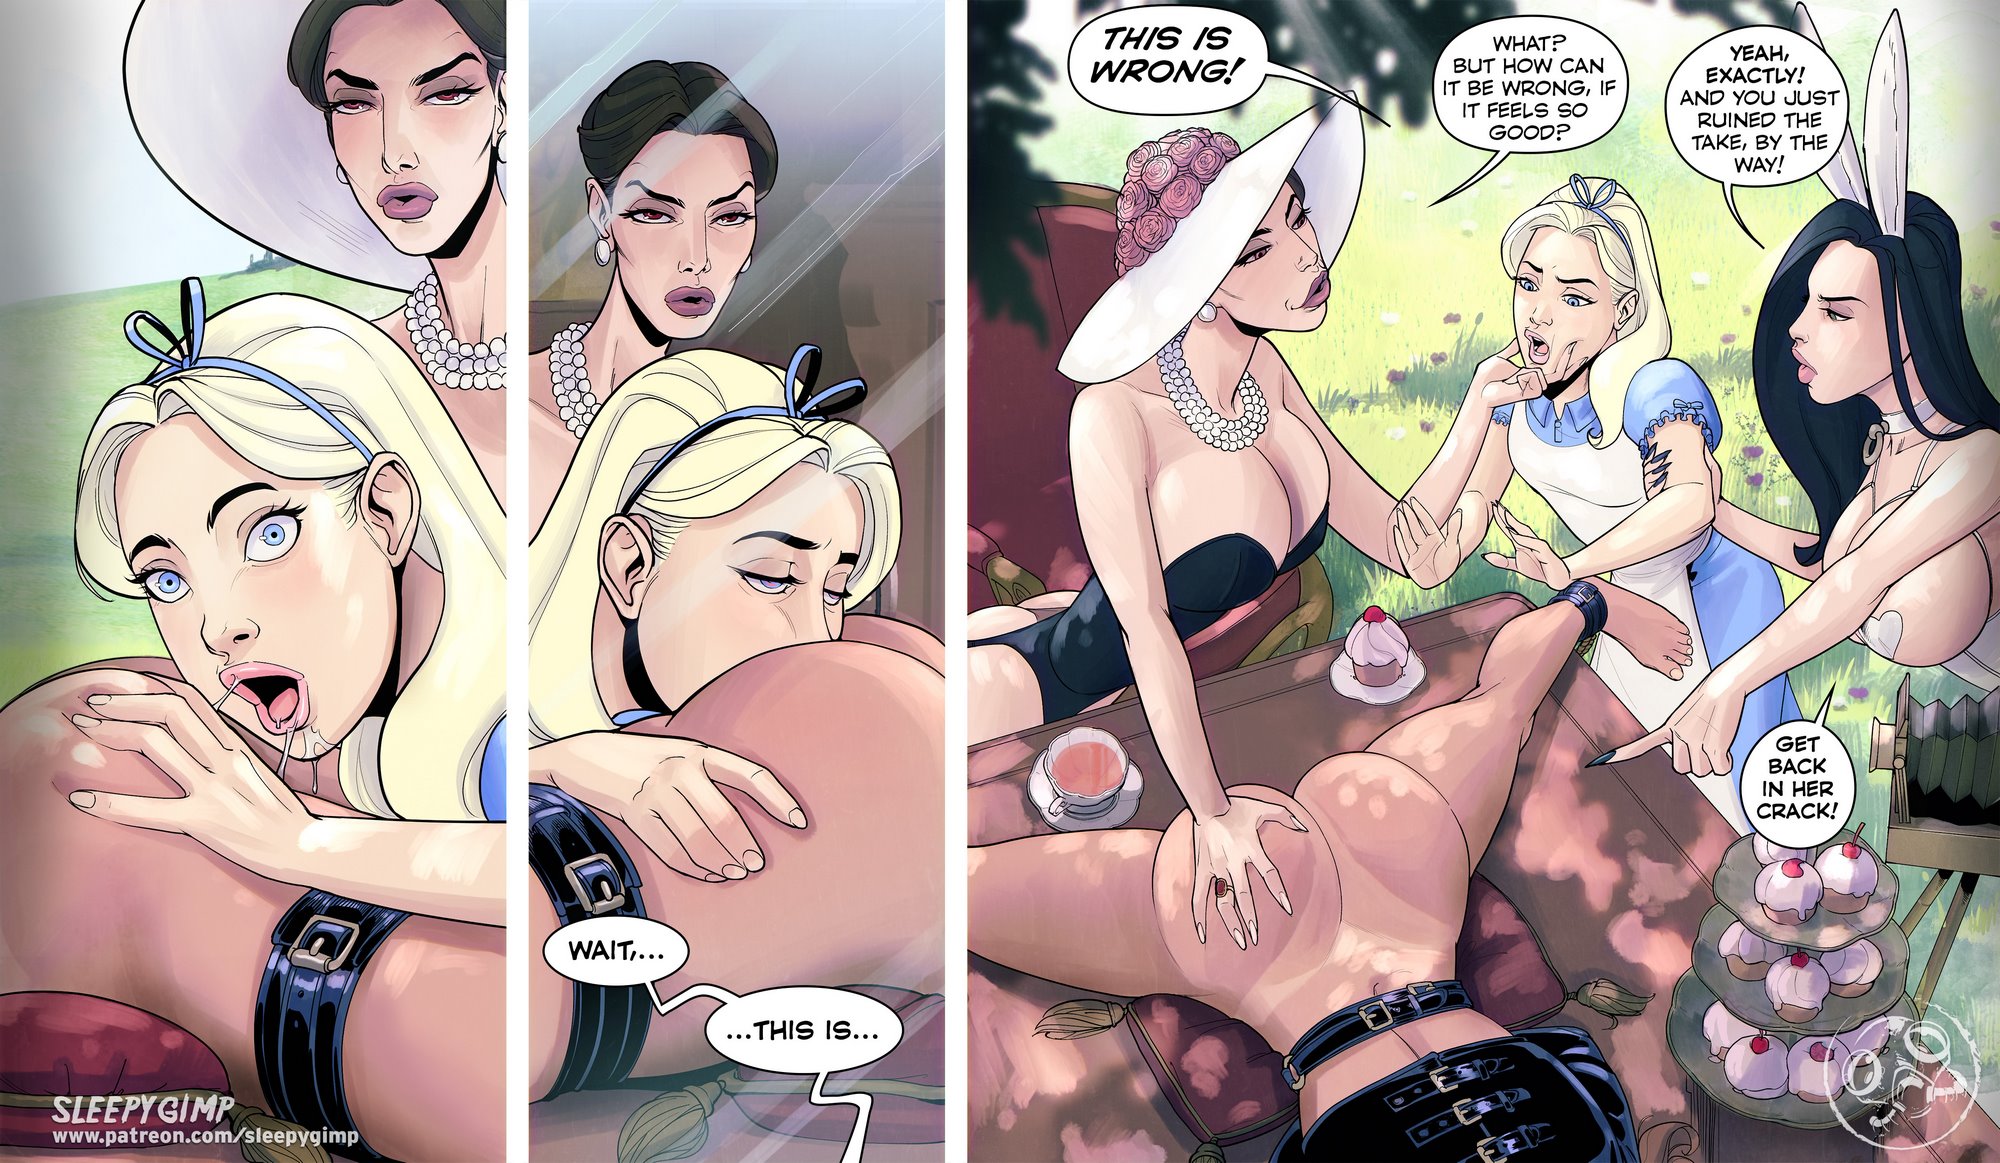 WAIT,...
...THIS IS...
THIS IS
WRONG!
WHAT?
BUT HOW CAN
IT BE WRONG, IF
IT FEELS SO
GOOD?
YEAH,
EXACTLY!
AND YOU JUST
RUINED THE
TAKE, BY THE
WAY!
GET
BACK
IN HER
CRACK!
SLEEPYGIMP
www.patreon.com/sleepygimp